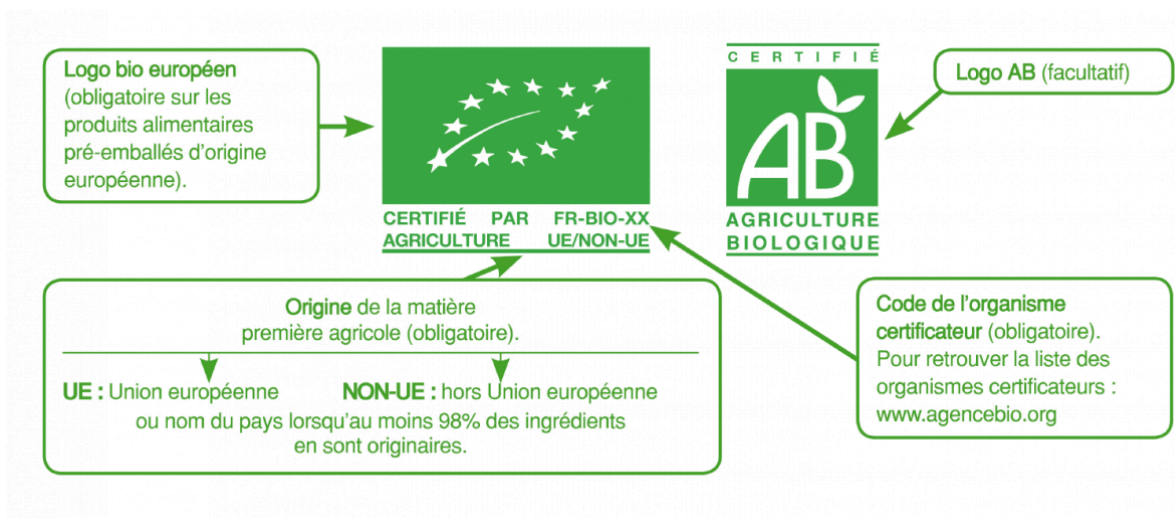 Logo bio européen
(obligatoire sur les
produits alimentaires
pré-emballés d'origine
européenne).
CERTIFIÉ PAR FR-BIO-XX
AGRICULTURE UE/NON-UE
CERTIFIÉ
AB
AGRICULTURE
BIOLOGIQUE
Logo AB (facultatif)
Origine de la matière
première agricole (obligatoire).
UE : Union européenne
NON-UE : hors Union européenne
ou nom du pays lorsqu'au moins 98% des ingrédients
en sont originaires.
Code de l'organisme
certificateur (obligatoire).
Pour retrouver la liste des
organismes certificateurs :
www.agencebio.org